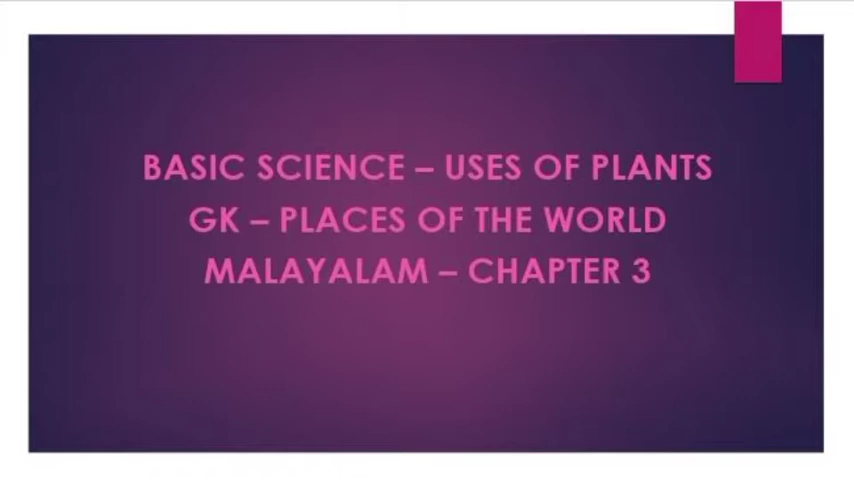 BASIC SCIENCE – USES OF PLANTS
GK – PLACES OF THE WORLD
MALAYALAM – CHAPTER 3